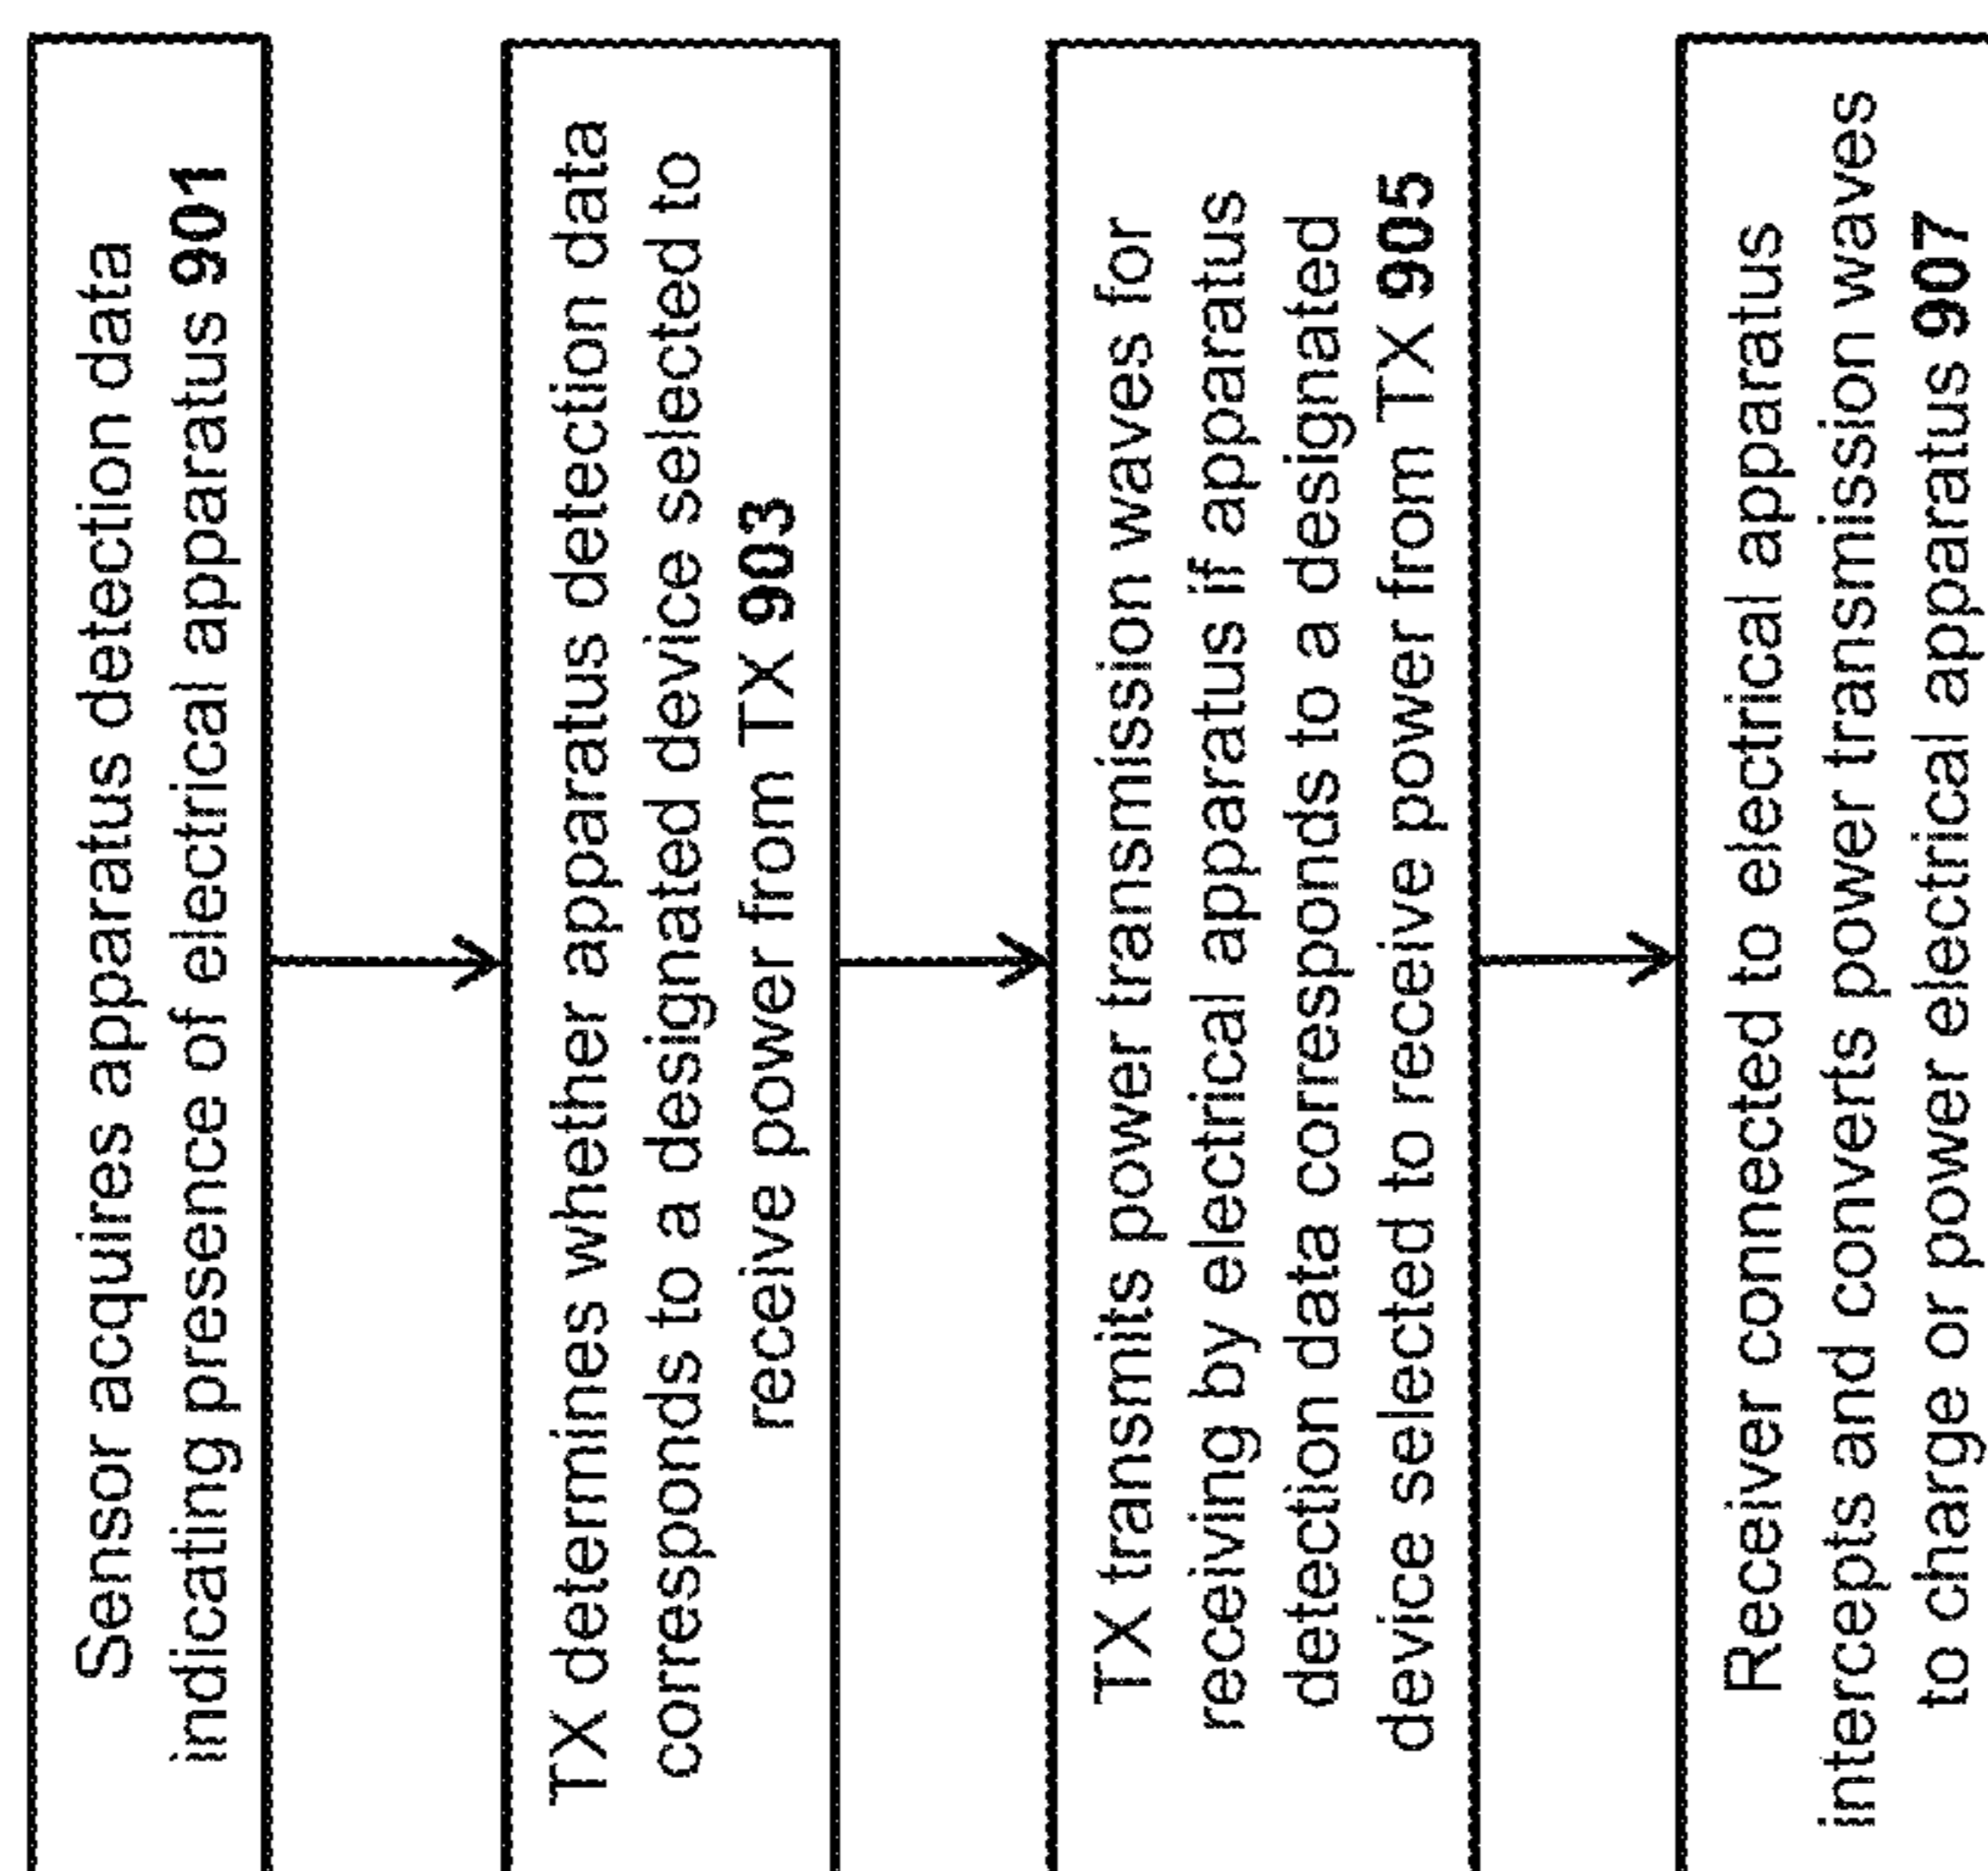 Sensor acquires apparatus detection data
indicating presence of electrical apparatus 901
TX determines whether apparatus detection data
corresponds to a designated device selected to
receive power from TX 903
TX transmits power transmission waves for
receiving by electrical apparatus if apparatus
detection data corresponds to a designated
device selected to receive power from TX 905
Receiver connected to electrical apparatus
intercepts and converts power transmission waves
to charge or power electrical apparatus 907